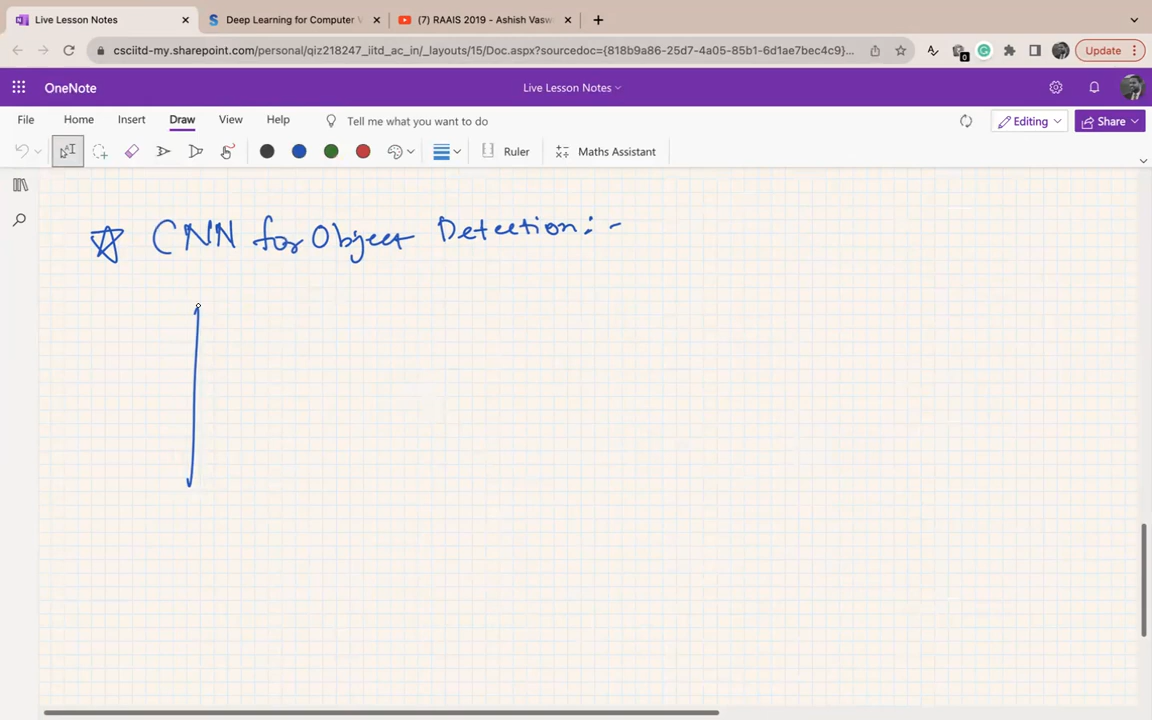 Live Lesson Notes
Deep Learning for Computer V
(7) RAAIS 2019 - Ashish Vasw
csciitd-my.sharepoint.com/personal/qiz218247_iitd_ac_in/_layouts/15/Doc.aspx?sourcedoc={818b9a86-25d7-4a05-85b1-6d1ae7bec4c9}...
Update
OneNote
Live Lesson Notes
File Home Insert Draw View Help Tell me what you want to do
Editing
Share
Ruler
Maths Assistant
☆ CNN for Object Detection: -